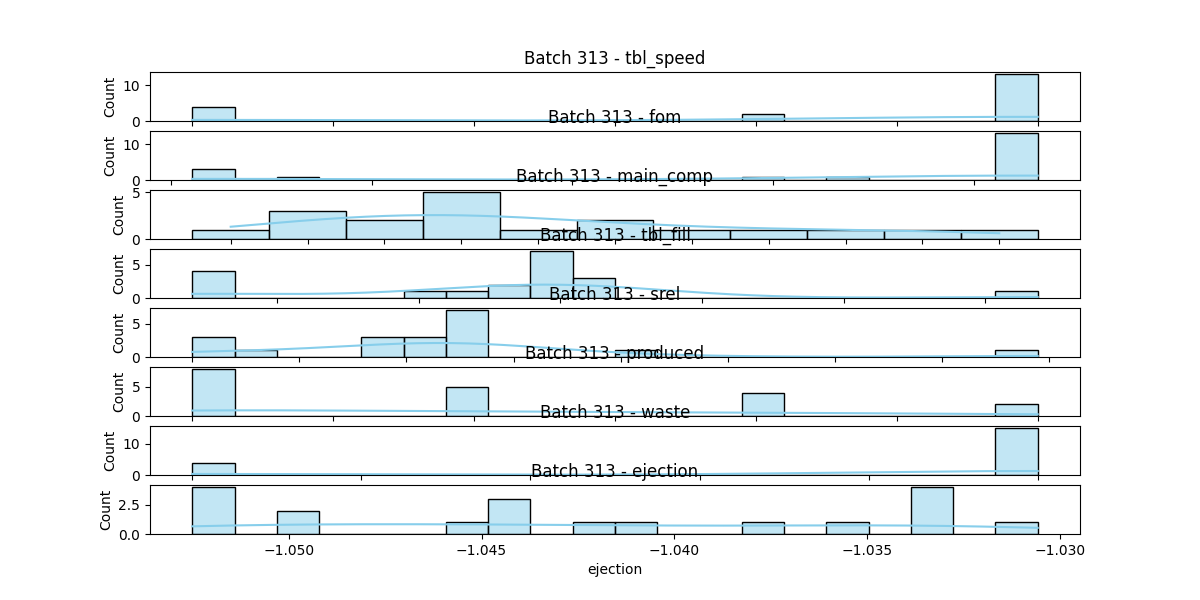 Batch 313 - tbl_speed
Count
10
0
Batch 313 - fom
Count
10
0
Batch 313 - main_comp
Count
5
0
Batch 313 - tbl_fill
Count
5
0
Batch 313 - srel
Count
5
0
Batch 313 - produced
Count
5
0
Batch 313 - waste
Count
10
0
Batch 313 - ejection
Count
2.5
0.0
−1.050 −1.045 −1.040 −1.035 −1.030
ejection